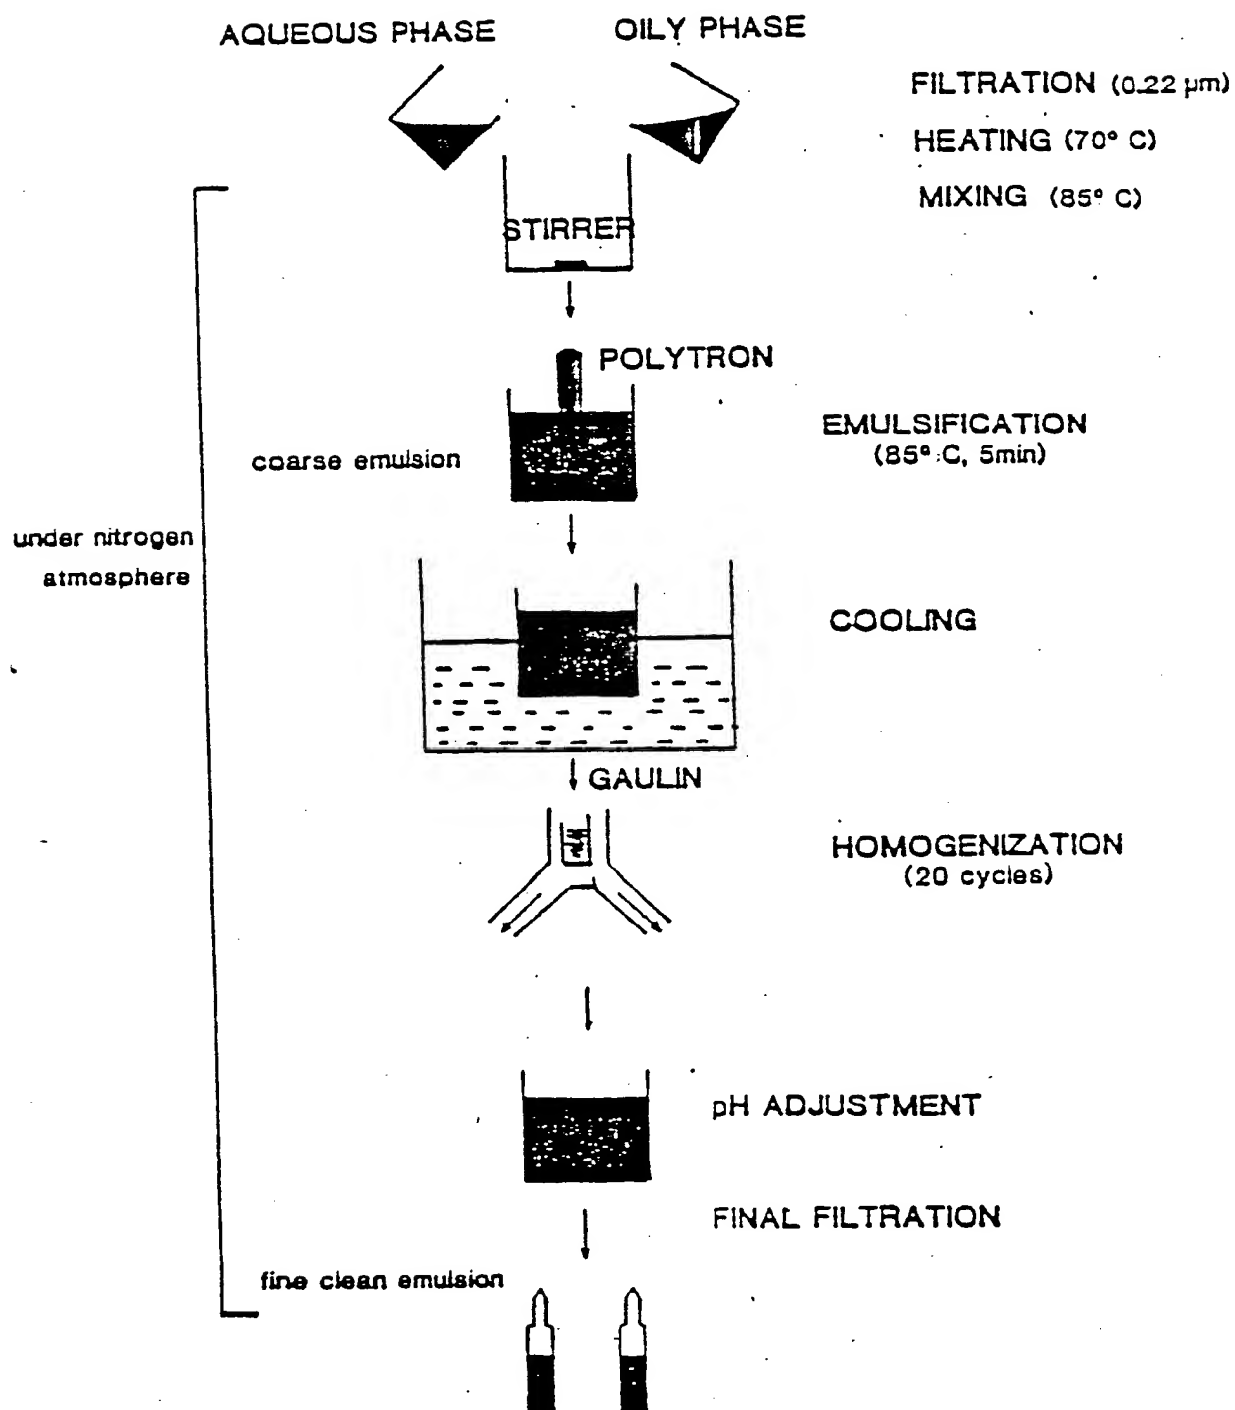 AQUEOUS PHASE
OILY PHASE
FILTRATION (0.22 µm)
HEATING (70° C)
MIXING (85° C)
STIRRER
POLYTRON
EMULSIFICATION
(85° C, 5min)
coarse emulsion
under nitrogen
atmosphere
COOLING
GAULIN
HOMOGENIZATION
(20 cycles)
pH ADJUSTMENT
FINAL FILTRATION
fine clean emulsion